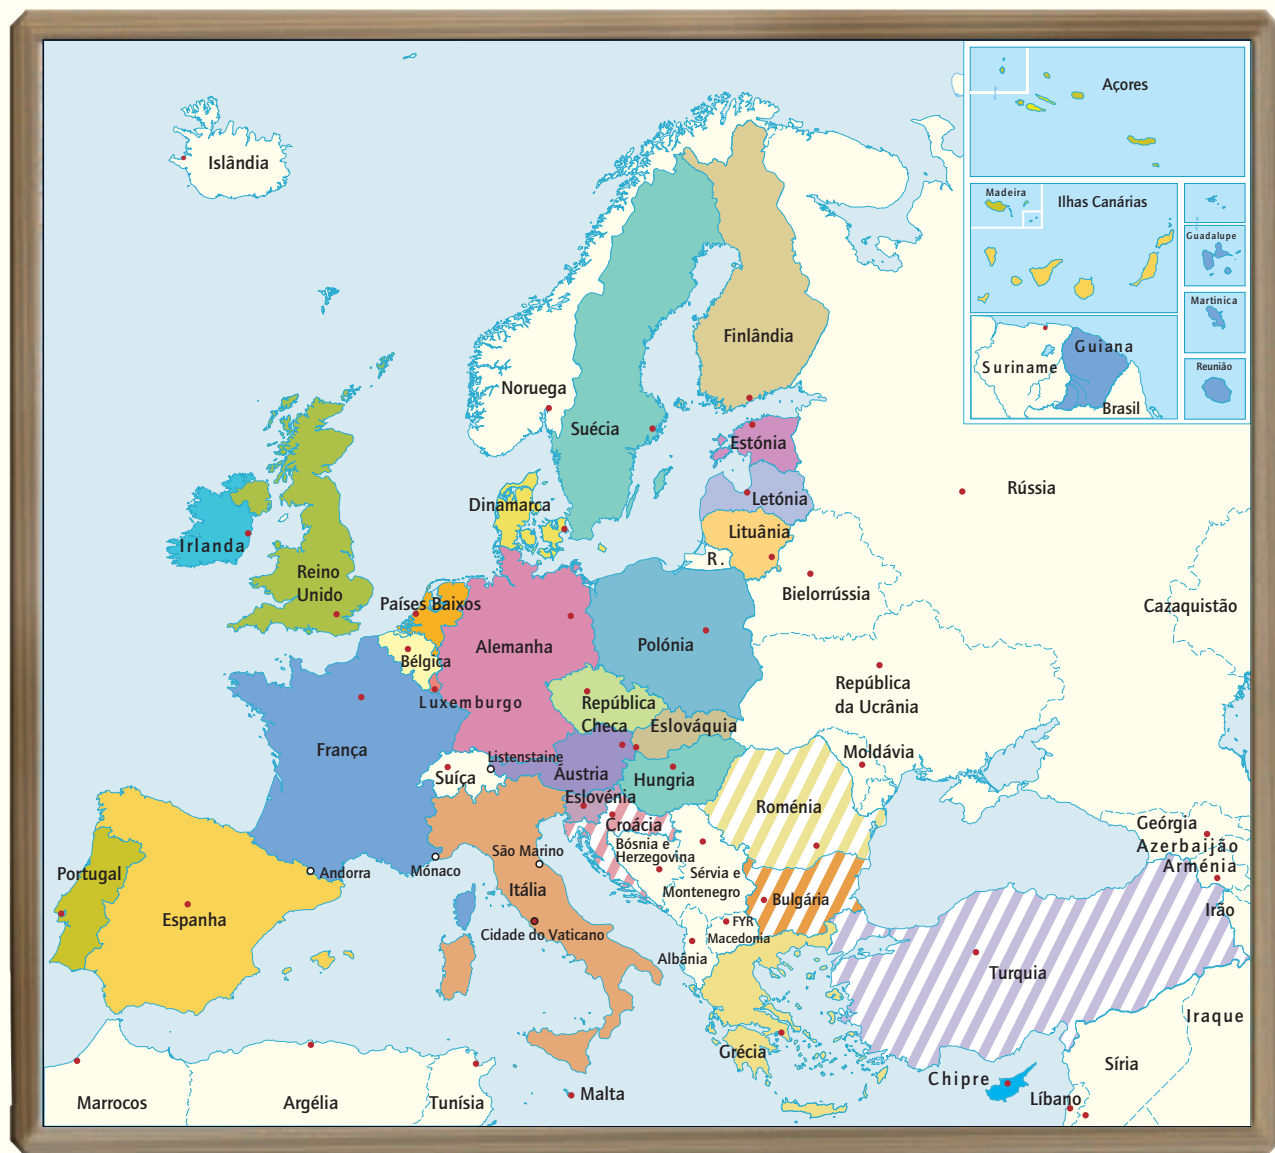 Açores
Islândia
Madeira
Ilhas Canárias
Guadalupe
Martinica
Guiana
Suriname
Reunião
Brasil
Finlândia
Noruega
Suécia
Estónia
Letónia
Rússia
Dinamarca
Lituânia
Irlanda
R.
Reino
Unido
Bielorrússia
Países Baixos
Cazaquistão
Alemanha
Polónia
Bélgica
República
da Ucrânia
Luxemburgo
República
Checa
Eslováquia
França
Listenstaine
Moldávia
Suíça
Áustria
Hungria
Eslovénia
Roménia
Croácia
Geórgia
Bósnia e
Herzegovina
Azerbaijão
São Marino
Arménia
Portugal
Andorra
Mónaco
Sérvia e
Montenegro
Itália
Bulgária
Irão
Espanha
FYR
Macedonia
Cidade do Vaticano
Albânia
Turquia
Iraque
Grécia
Síria
Chipre
Malta
Líbano
Marrocos
Argélia
Tunísia